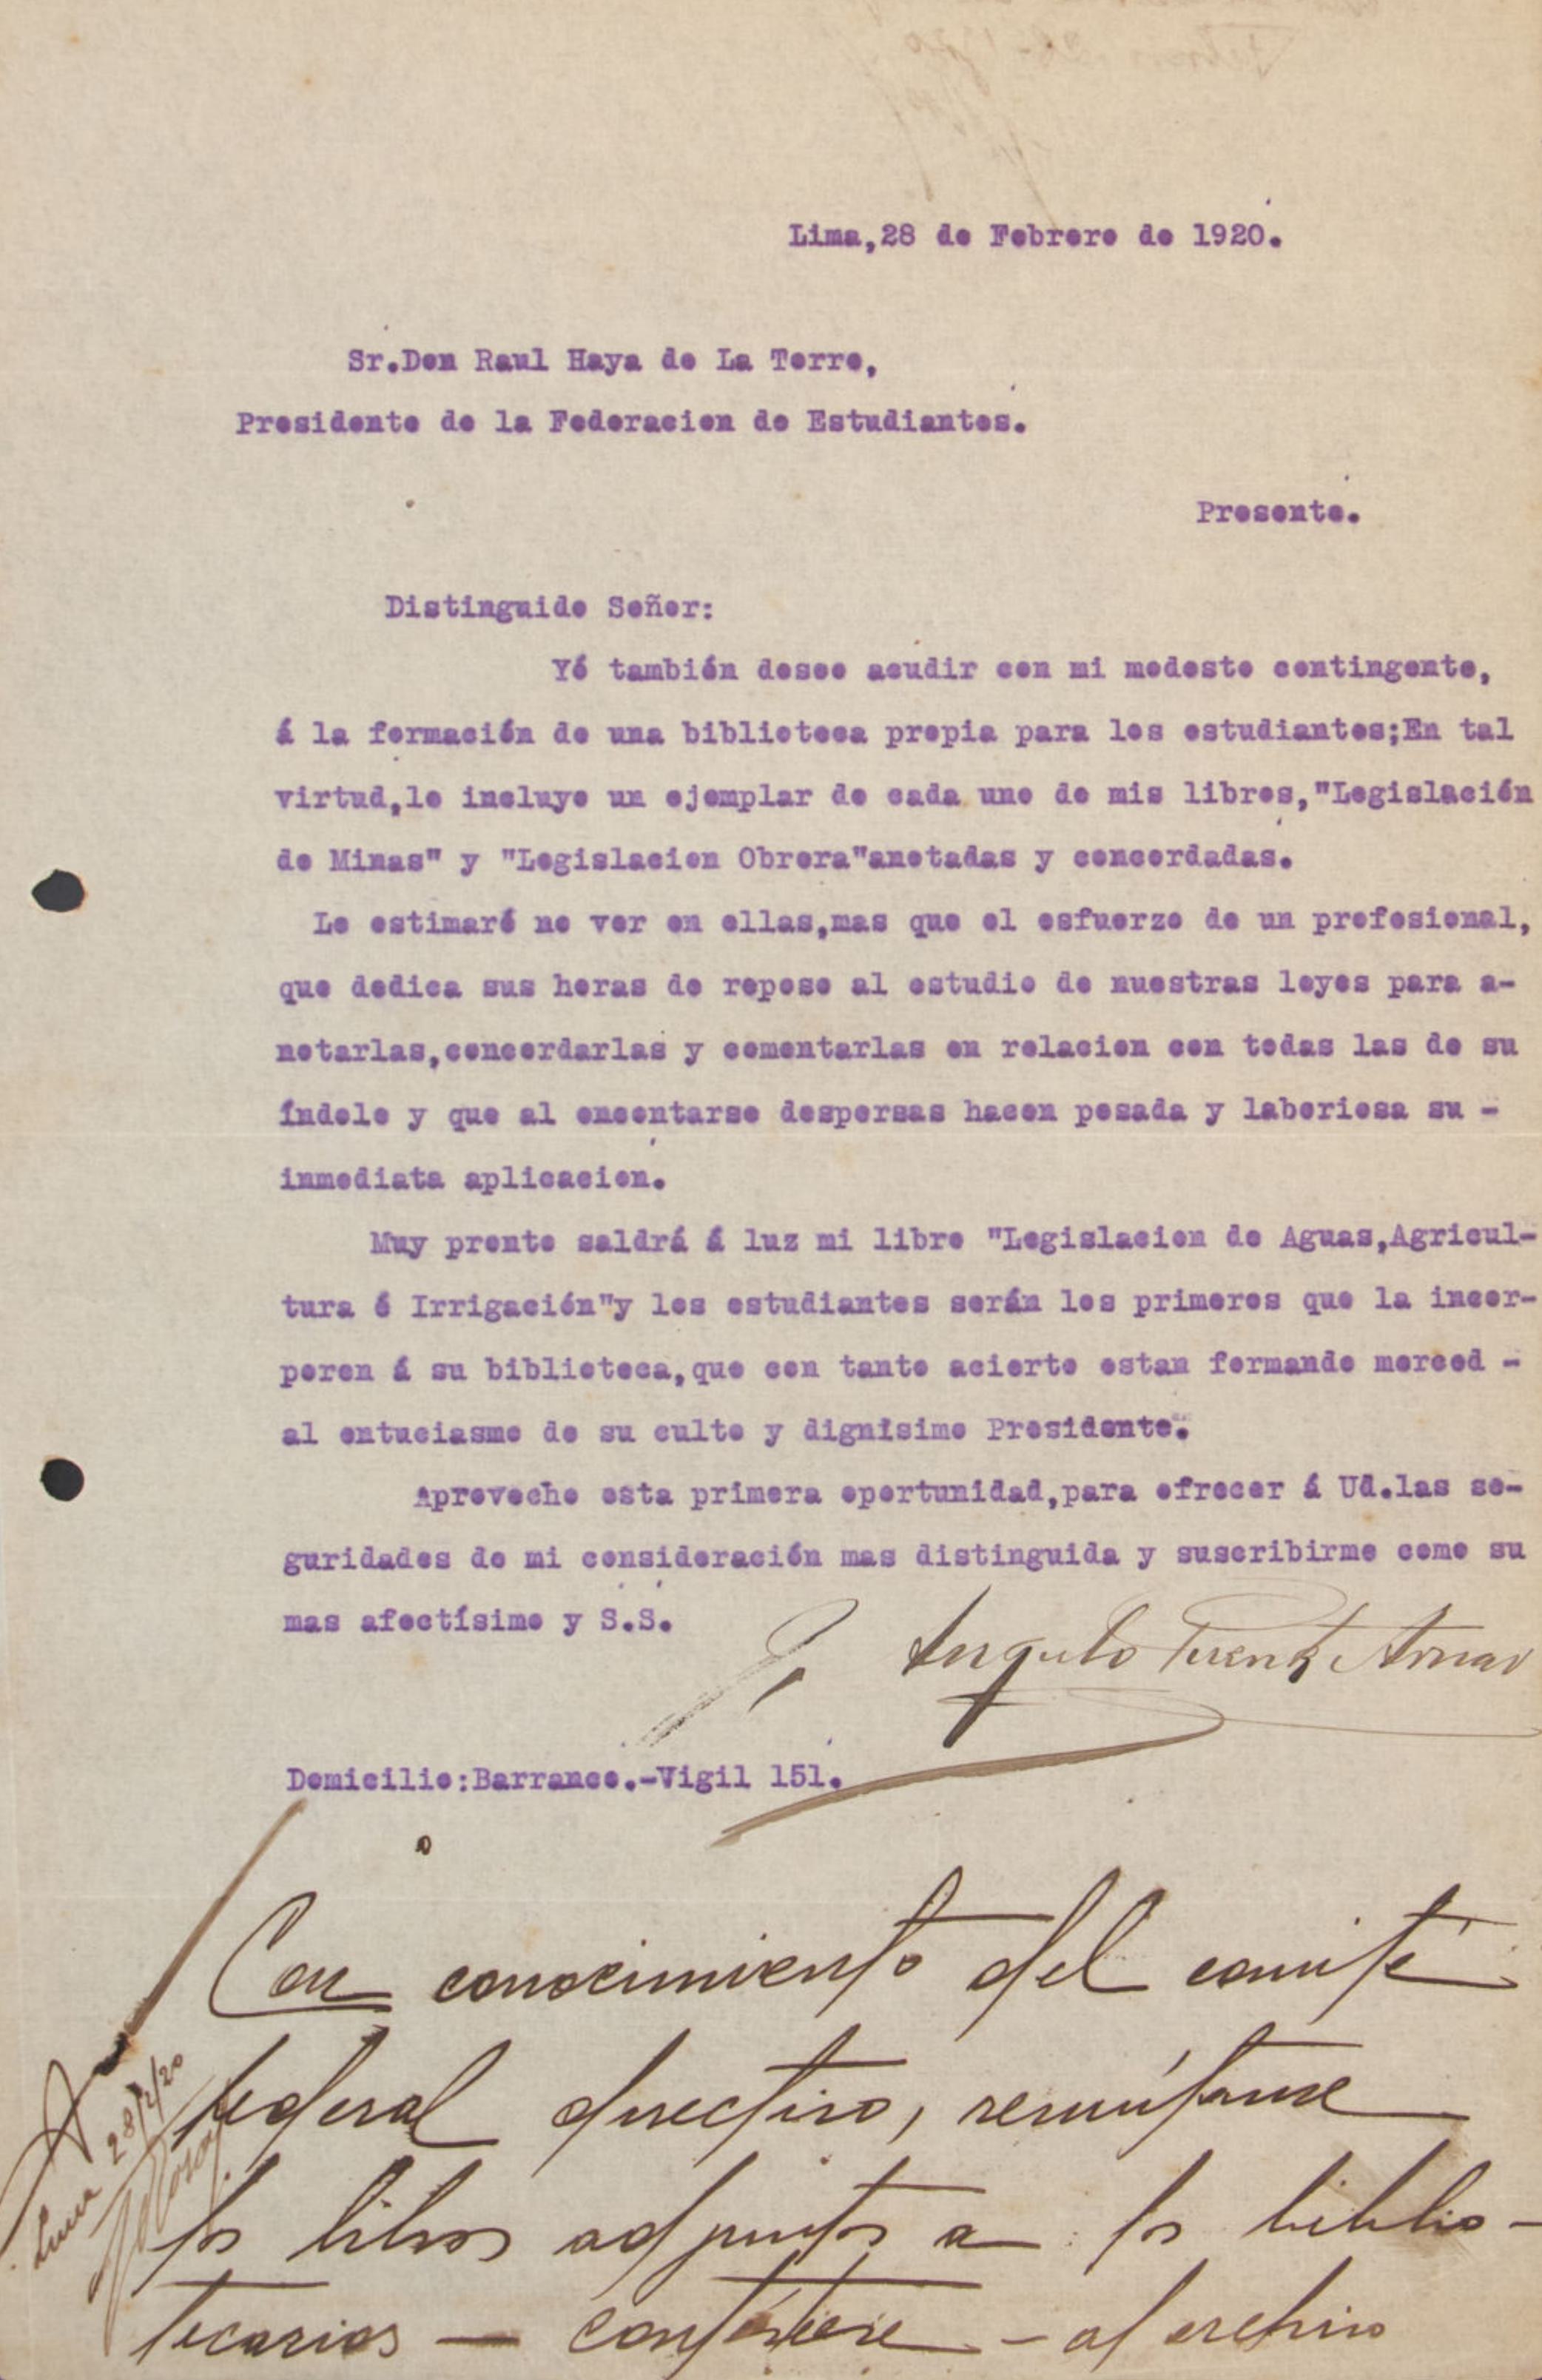 Lima,28 de Febrero de 1920.
Sr.Don Raul Haya de La Torre,
Presidente de la Federacion de Estudiantes.
Presente.
Distinguido Señor:
Yó también deseo acudir con mi modesto contingente,
á la formación de una biblioteca propia para los estudiantes;En tal
virtud,le incluyo un ejemplar de cada uno de mis libros,"Legislación
de Minas" y "Legislacion Obrera"anotadas y concordadas.
Le estimaré no ver en ellas,mas que el esfuerzo de un profesional,
que dedica sus horas de reposo al estudio de nuestras leyes para a-
notarlas,concordarlas y comentarlas en relacion con todas las de su
índole y que al encontarse despersas hacen pesada y laboriosa su -
inmediata aplicacion.
Muy pronto saldrá á luz mi libro "Legislacion de Aguas,Agricul-
tura é Irrigación"y los estudiantes serán los primeros que la incor-
poren á su biblioteca,que con tanto acierto estan formando merced -
al entuciasmo de su culto y dignísimo Presidente.
Aprovecho esta primera oportunidad,para ofrecer á Ud.las se-
guridades de mi consideración mas distinguida y suscribirme como su
mas afectísimo y S.S.
J. Angulo Puente Arnao
Domicilio:Barranco.-Vigil 151.
Con conocimiento del comité
federal directivo, remítanse
los libros adjuntos a los biblio-
tecarios — contéstese — al archivo
Lima 28/2/20